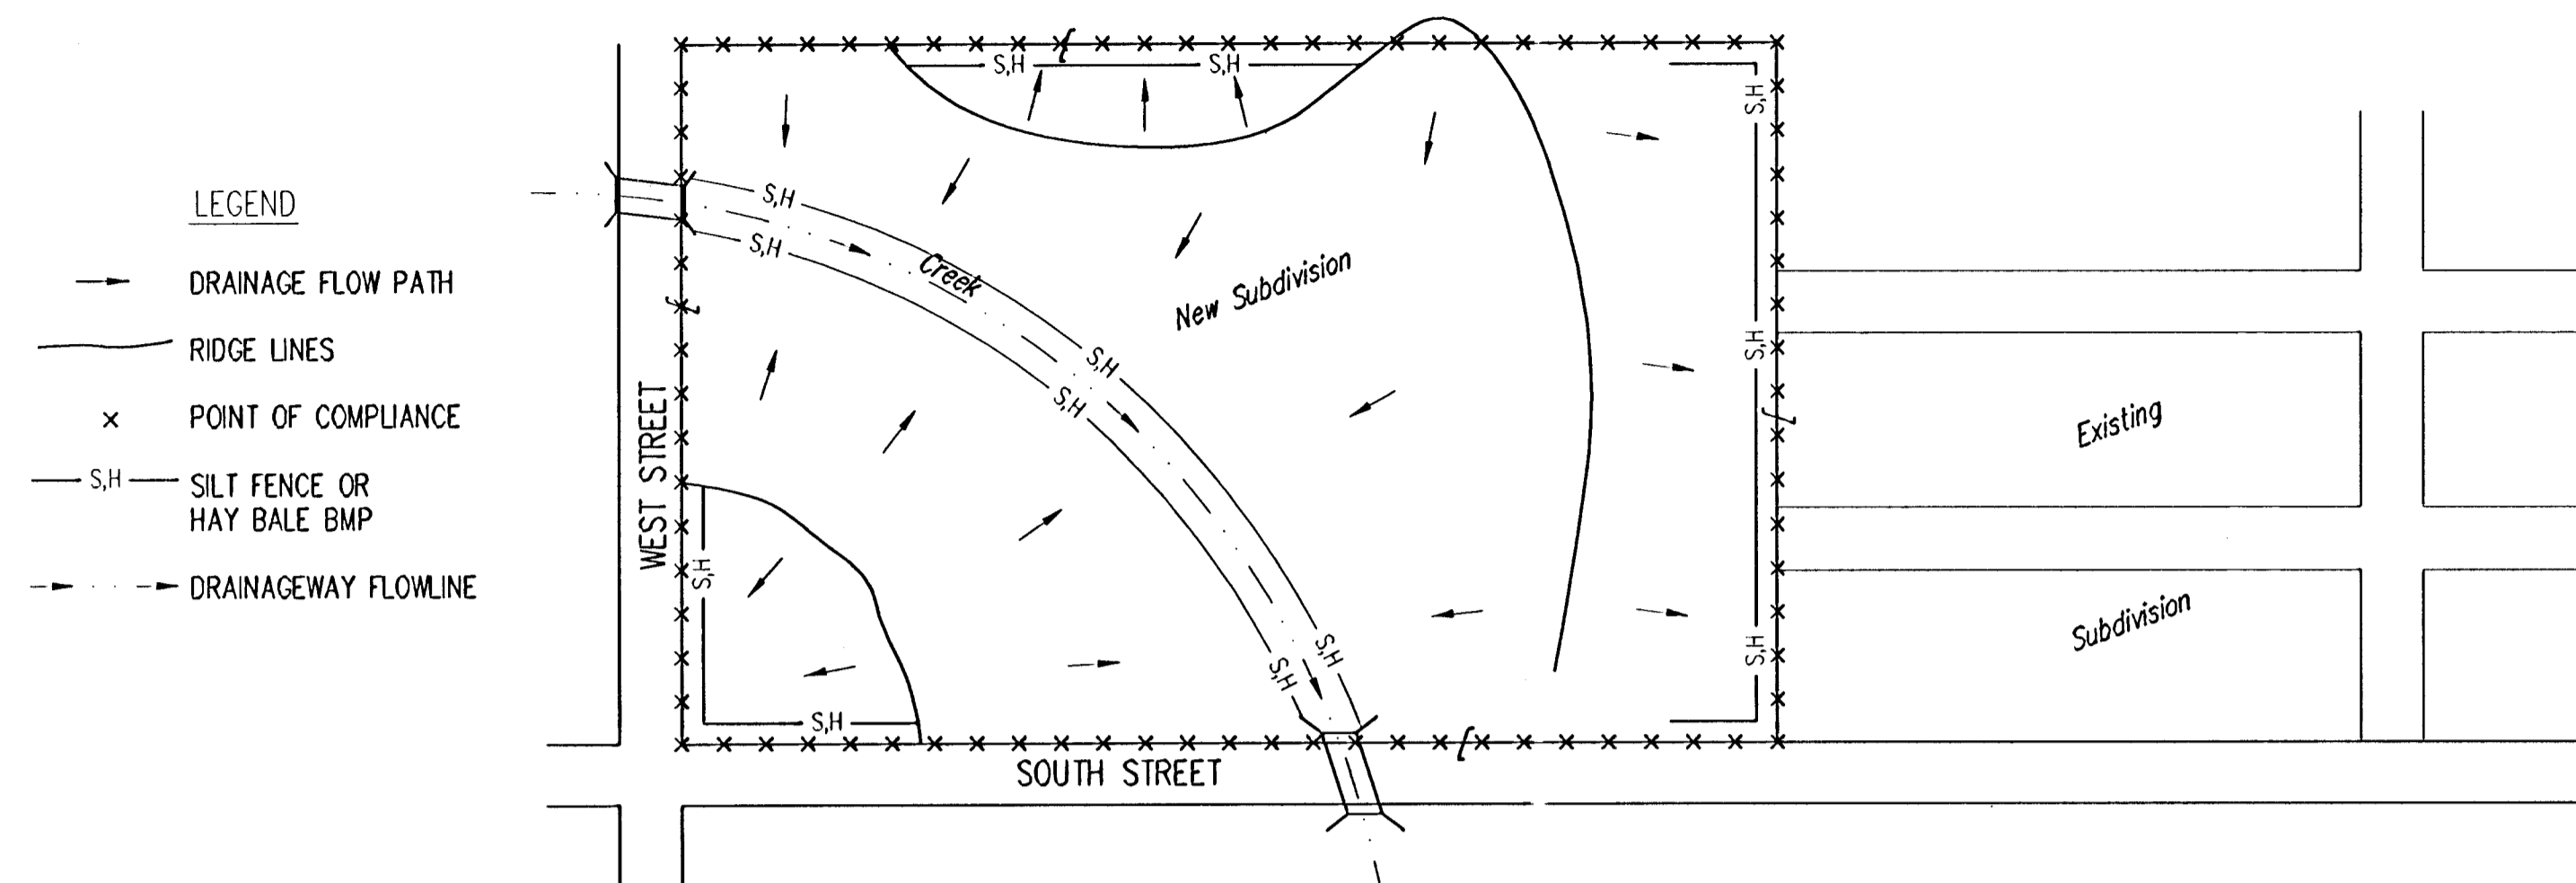 LEGEND
DRAINAGE FLOW PATH
RIDGE LINES
× POINT OF COMPLIANCE
S,H SILT FENCE OR
HAY BALE BMP
DRAINAGEWAY FLOWLINE
S,H S,H
S,H
S,H
S,H
Creek
New Subdivision
S,H
S,H
S,H
WEST STREET
Existing
S,H
S,H
S,H
S,H
S,H
Subdivision
S,H
SOUTH STREET